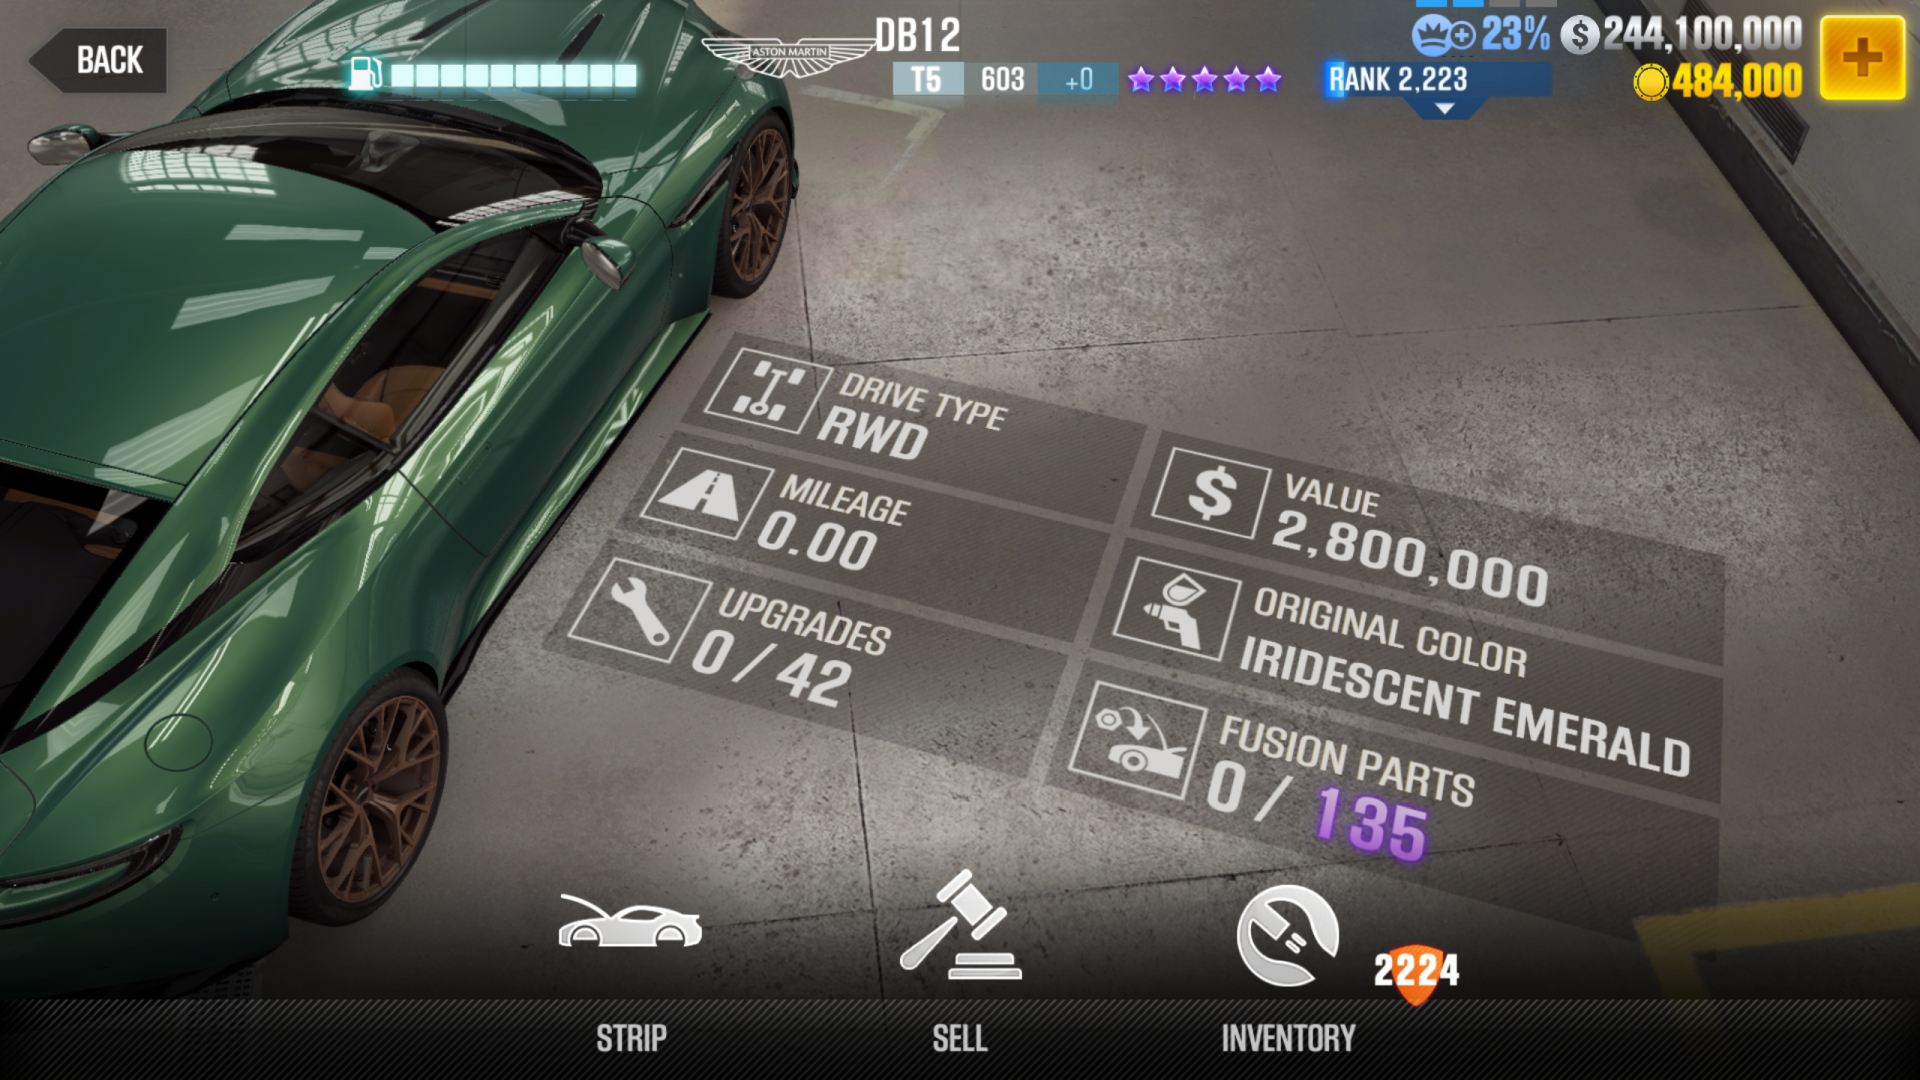 BACK
ASTON MARTIN
DB12
T5 603 +0
23%
244,100,000
RANK 2,223
484,000
DRIVE TYPE
RWD
MILEAGE
0.00
UPGRADES
0 / 42
VALUE
2,800,000
ORIGINAL COLOR
IRIDESCENT EMERALD
FUSION PARTS
0 / 135
2224
STRIP
SELL
INVENTORY